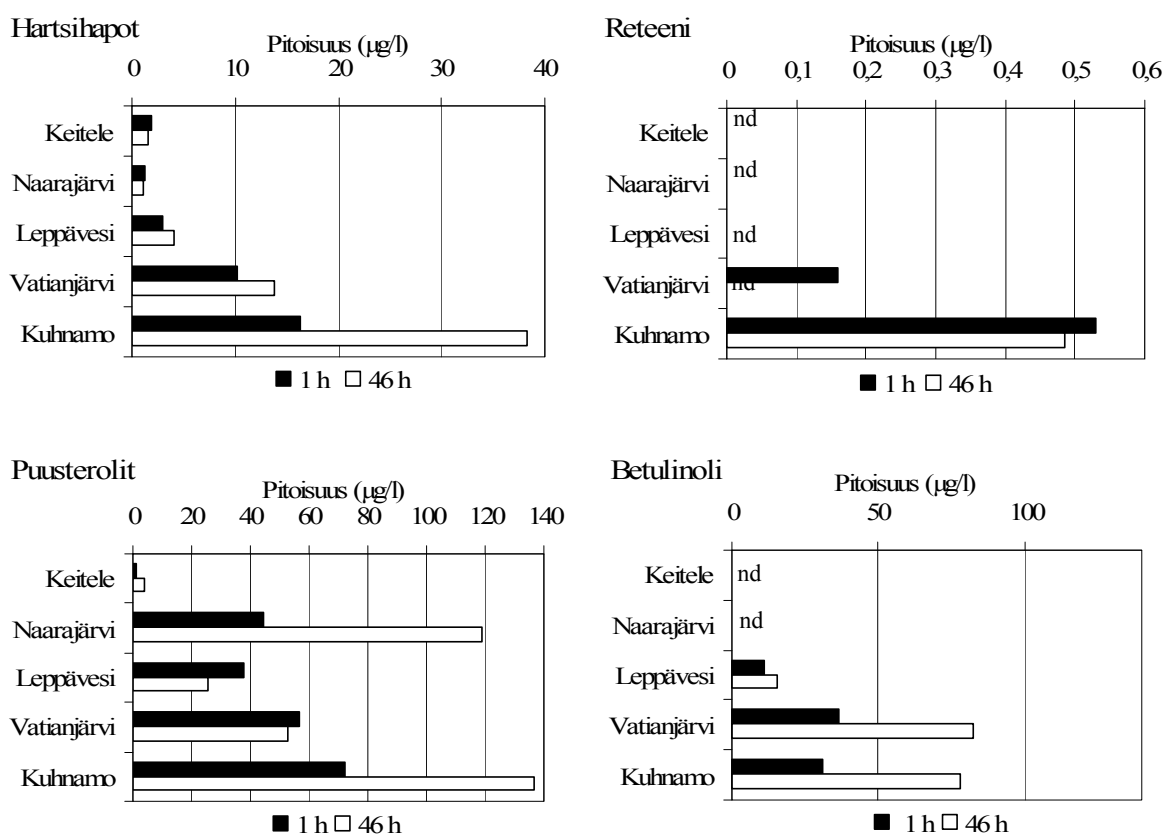 Hartsihapot
Pitoisuus (µg/l)
0 10 20 30 40
Keitele
Naarajärvi
Leppävesi
Vatianjärvi
Kuhnamo
1 h 46 h
Reteeni
Pitoisuus (µg/l)
0 0,1 0,2 0,3 0,4 0,5 0,6
Keitele nd
Naarajärvi nd
Leppävesi nd
Vatianjärvi nd
Kuhnamo
1 h 46 h
Puusterolit
Pitoisuus (µg/l)
0 20 40 60 80 100 120 140
Keitele
Naarajärvi
Leppävesi
Vatianjärvi
Kuhnamo
1 h 46 h
Betulinoli
Pitoisuus (µg/l)
0 50 100
Keitele nd
Naarajärvi nd
Leppävesi
Vatianjärvi
Kuhnamo
1 h 46 h